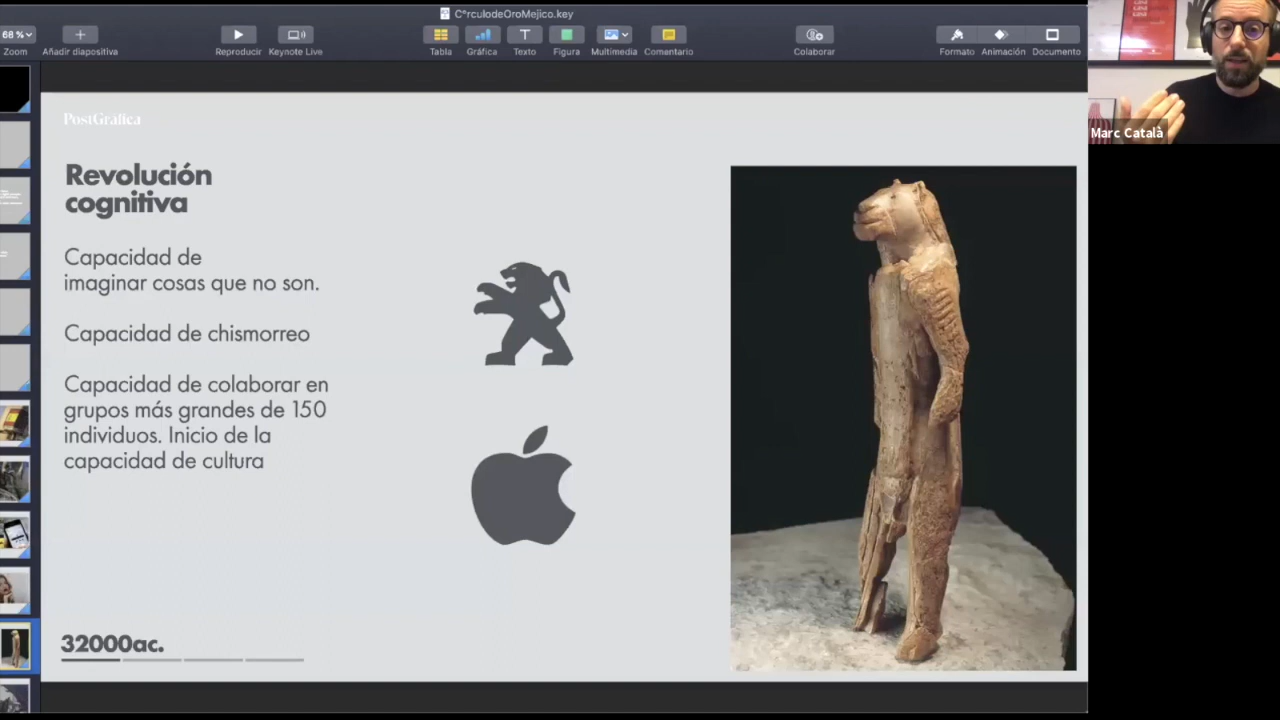 C°rculodeOroMejico.key
68 %
Zoom
Añadir diapositiva
Reproducir
Keynote Live
Tabla
Gráfica
Texto
Figura
Multimedia
Comentario
Colaborar
Formato
Animación
Documento
Marc Català
PostGráfica
Revolución
cognitiva
Capacidad de
imaginar cosas que no son.
Capacidad de chismorreo
Capacidad de colaborar en
grupos más grandes de 150
individuos. Inicio de la
capacidad de cultura
32000ac.